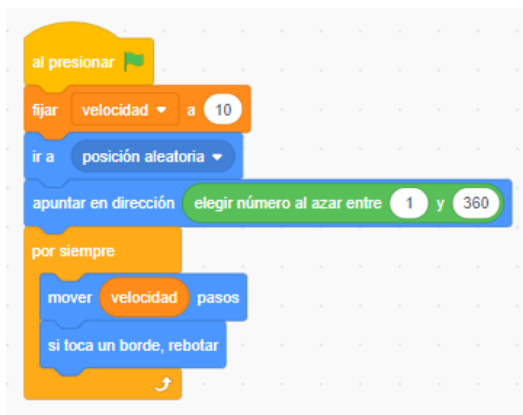 al presionar
fijar velocidad a 10
ir a posición aleatoria
apuntar en dirección elegir número al azar entre 1 y 360
por siempre
mover velocidad pasos
si toca un borde, rebotar